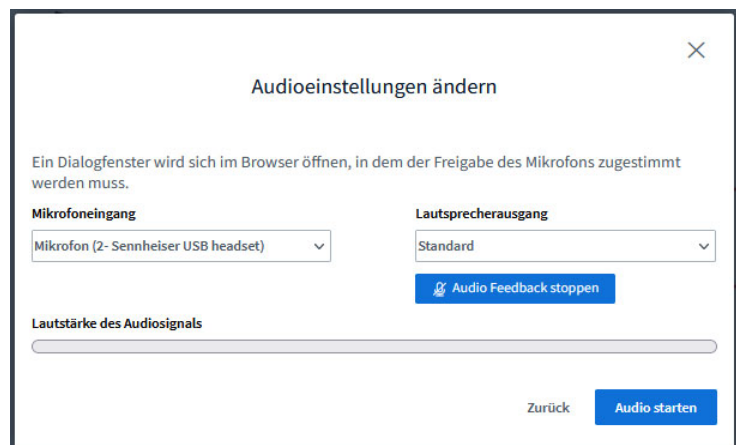 Audioeinstellungen ändern
Ein Dialogfenster wird sich im Browser öffnen, in dem der Freigabe des Mikrofons zugestimmt
werden muss.
Mikrofoneingang
Lautsprecherausgang
Mikrofon (2- Sennheiser USB headset)
Standard
Audio Feedback stoppen
Lautstärke des Audiosignals
Zurück
Audio starten